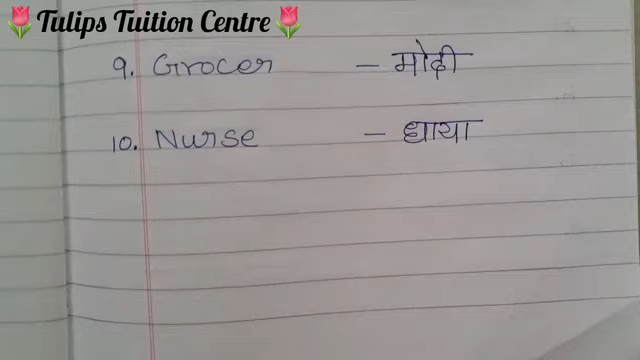 🌷Tulips Tuition Centre🌷
9. Grocer – मोदी
10. Nurse – धाया